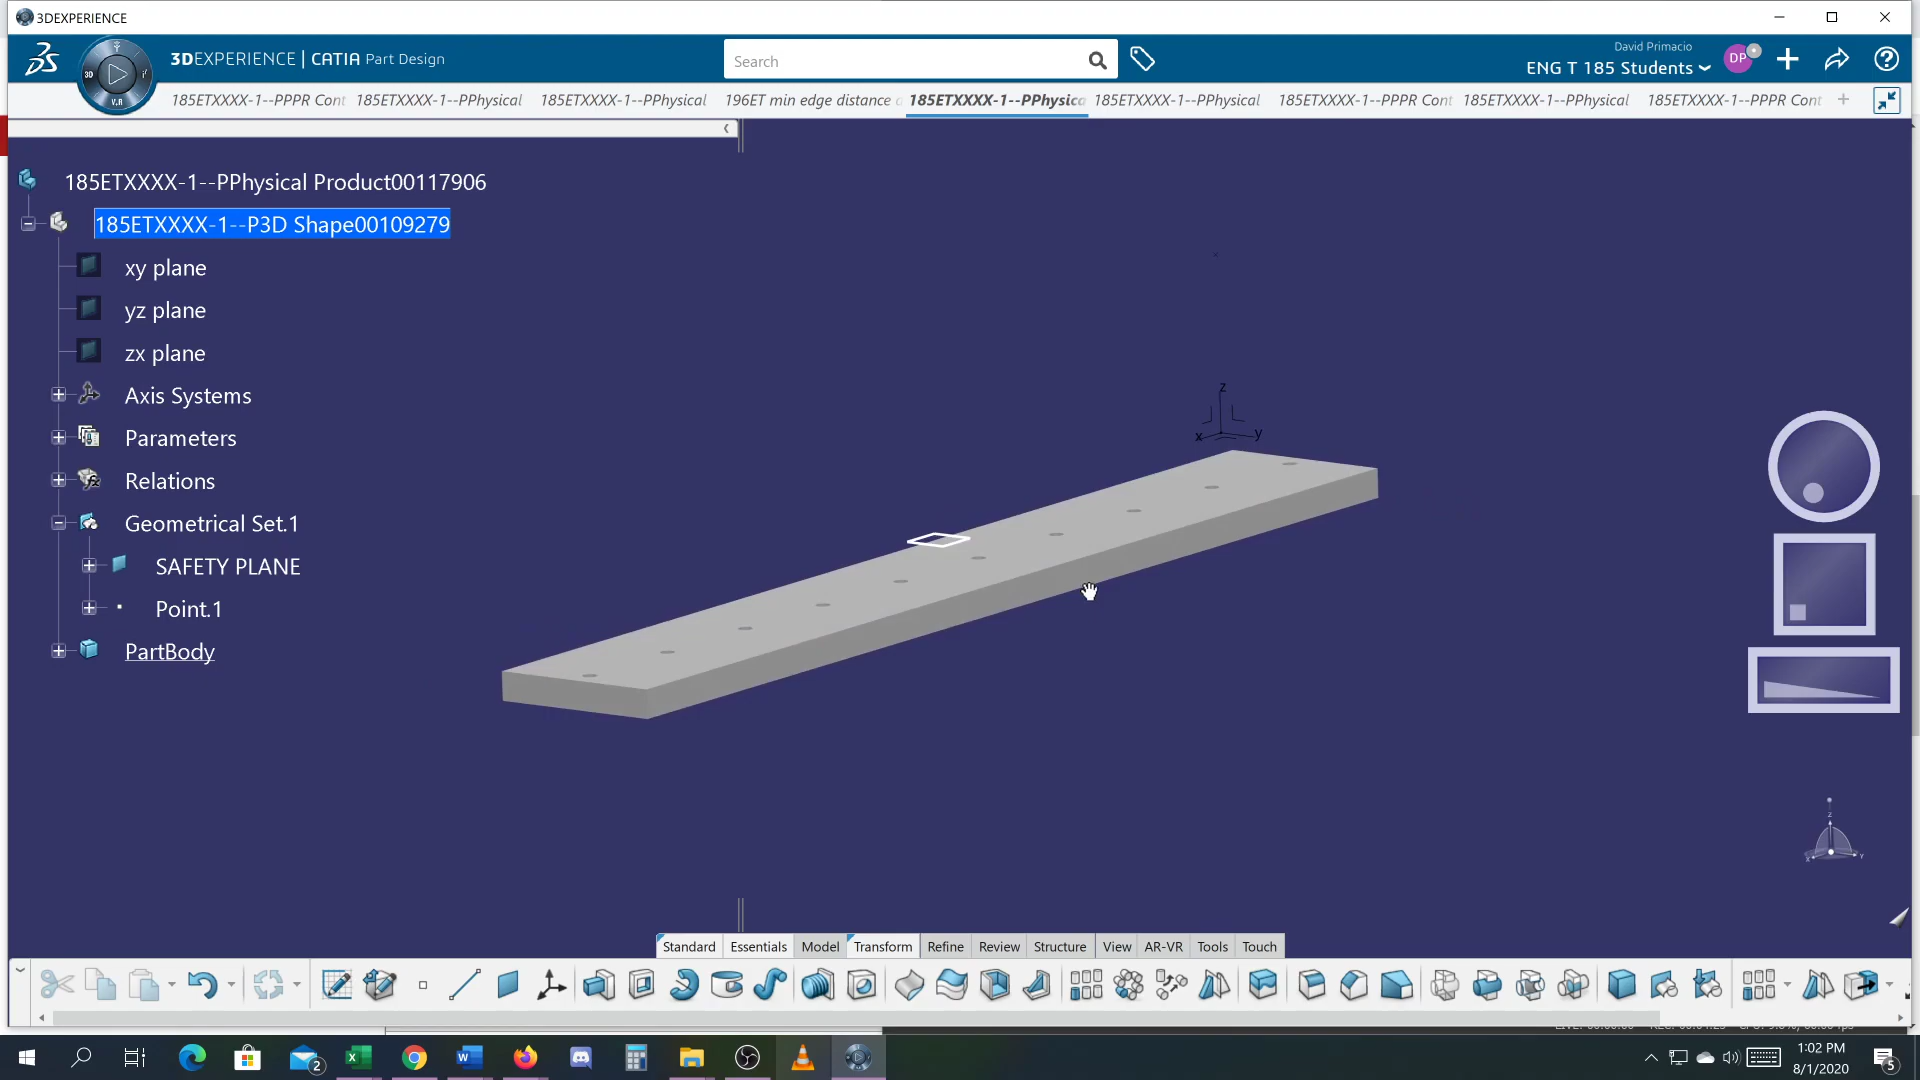 3DEXPERIENCE
3DEXPERIENCE | CATIA Part Design
Search
David Primacio
ENG T 185 Students
DP
3D
V.R
185ETXXXX-1--PPPR Cont
185ETXXXX-1--PPhysical
185ETXXXX-1--PPhysical
196ET min edge distance
185ETXXXX-1--PPhysica
185ETXXXX-1--PPhysical
185ETXXXX-1--PPPR Cont
185ETXXXX-1--PPhysical
185ETXXXX-1--PPPR Cont
185ETXXXX-1--PPhysical Product00117906
185ETXXXX-1--P3D Shape00109279
xy plane
yz plane
zx plane
Axis Systems
Parameters
Relations
Geometrical Set.1
SAFETY PLANE
Point.1
PartBody
z
x
y
Standard
Essentials
Model
Transform
Refine
Review
Structure
View
AR-VR
Tools
Touch
2
1:02 PM
8/1/2020
5